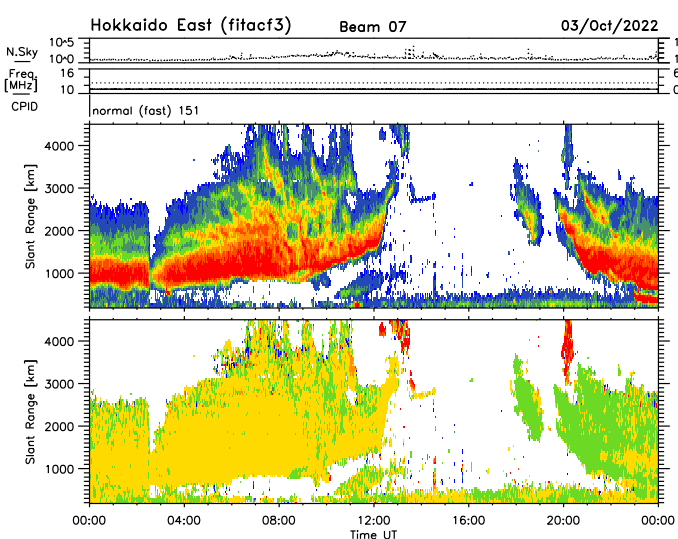 Hokkaido East (fitacf3) Beam 07 03/Oct/2022
N.Sky 10^5 10^0 1 1
Freq. [MHz] 16 10 6 0
CPID normal (fast) 151
Slant Range [km] 4000 3000 2000 1000
Slant Range [km] 4000 3000 2000 1000
00:00 04:00 08:00 12:00 16:00 20:00 00:00
Time UT